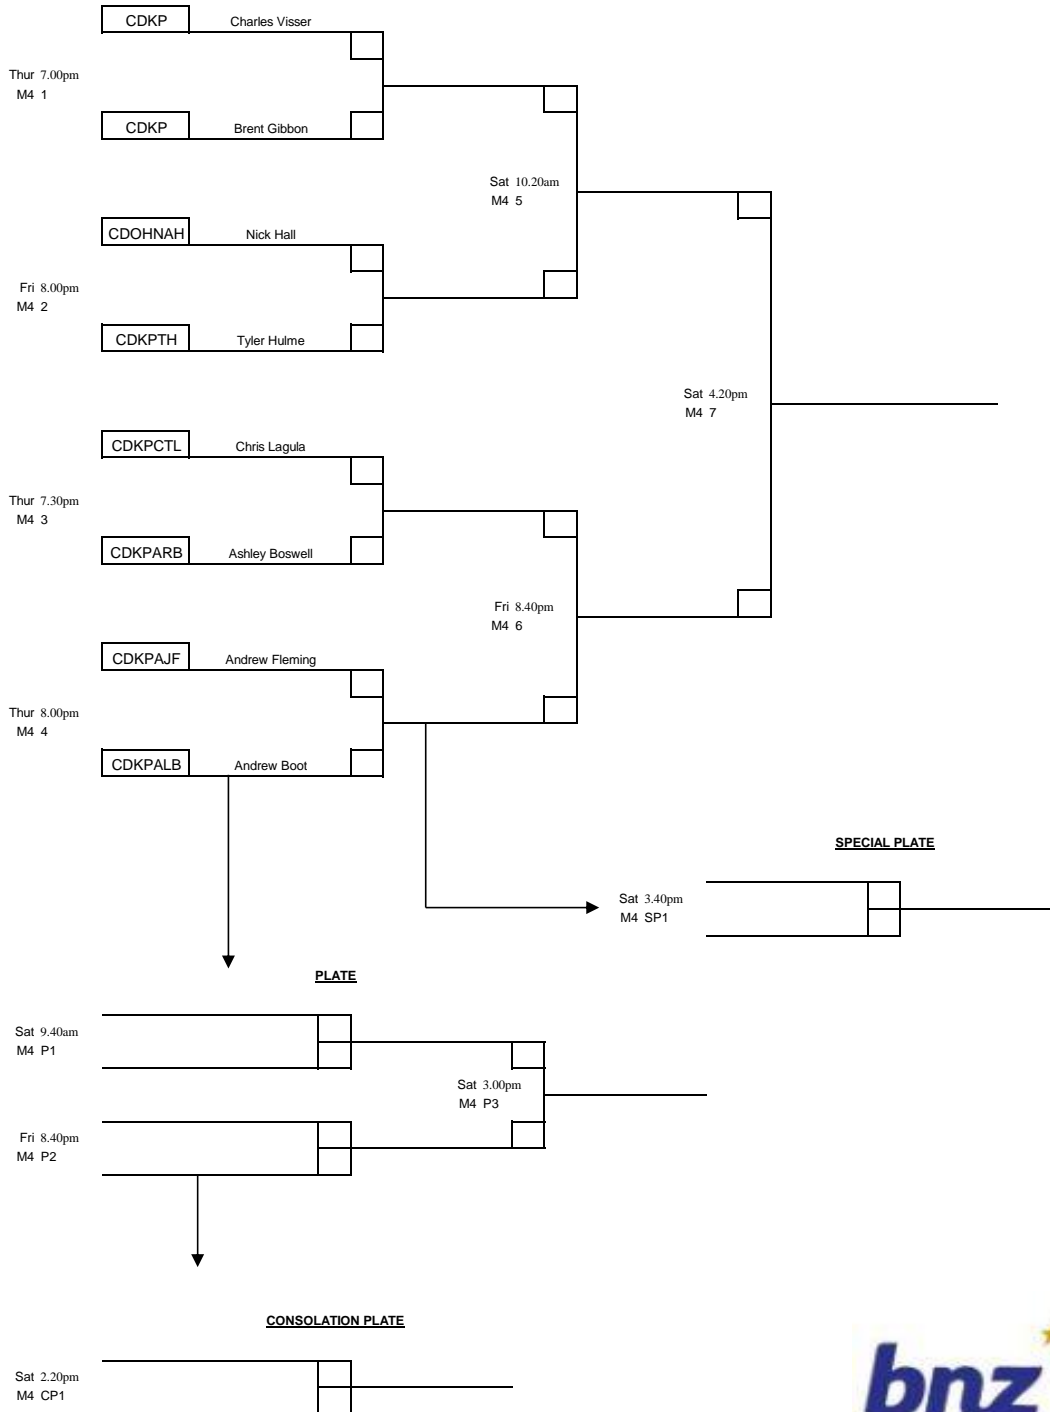 CDKP Charles Visser
Thur 7.00pm
M4 1
CDKP Brent Gibbon
Sat 10.20am
M4 5
CDOHNAH Nick Hall
Fri 8.00pm
M4 2
CDKPTH Tyler Hulme
Sat 4.20pm
M4 7
CDKPCTL Chris Lagula
Thur 7.30pm
M4 3
CDKPARB Ashley Boswell
Fri 8.40pm
M4 6
CDKPAJF Andrew Fleming
Thur 8.00pm
M4 4
CDKPALB Andrew Boot
SPECIAL PLATE
Sat 3.40pm
M4 SP1
PLATE
Sat 9.40am
M4 P1
Sat 3.00pm
M4 P3
Fri 8.40pm
M4 P2
CONSOLATION PLATE
Sat 2.20pm
M4 CP1
bnz